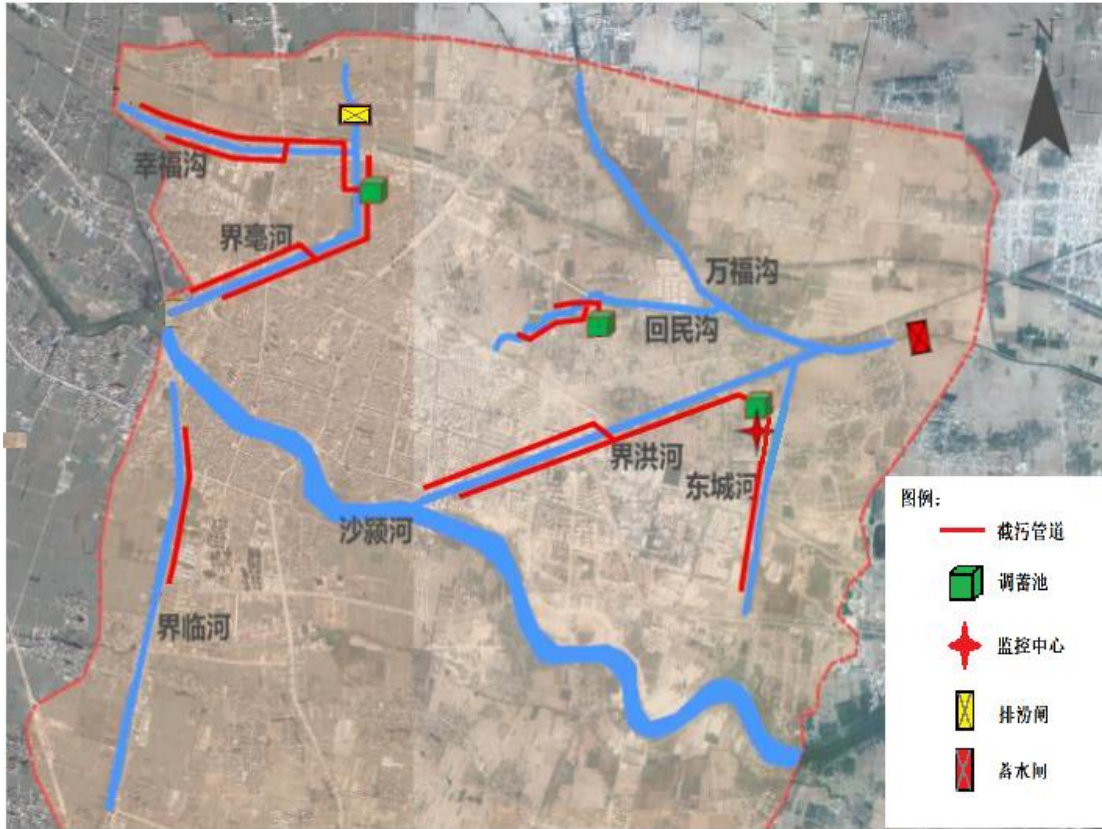 N
幸福沟
界亳河
万福沟
回民沟
界洪河
东城河
沙颍河
界临河
图例：
截污管道
调蓄池
监控中心
排涝闸
蓄水闸